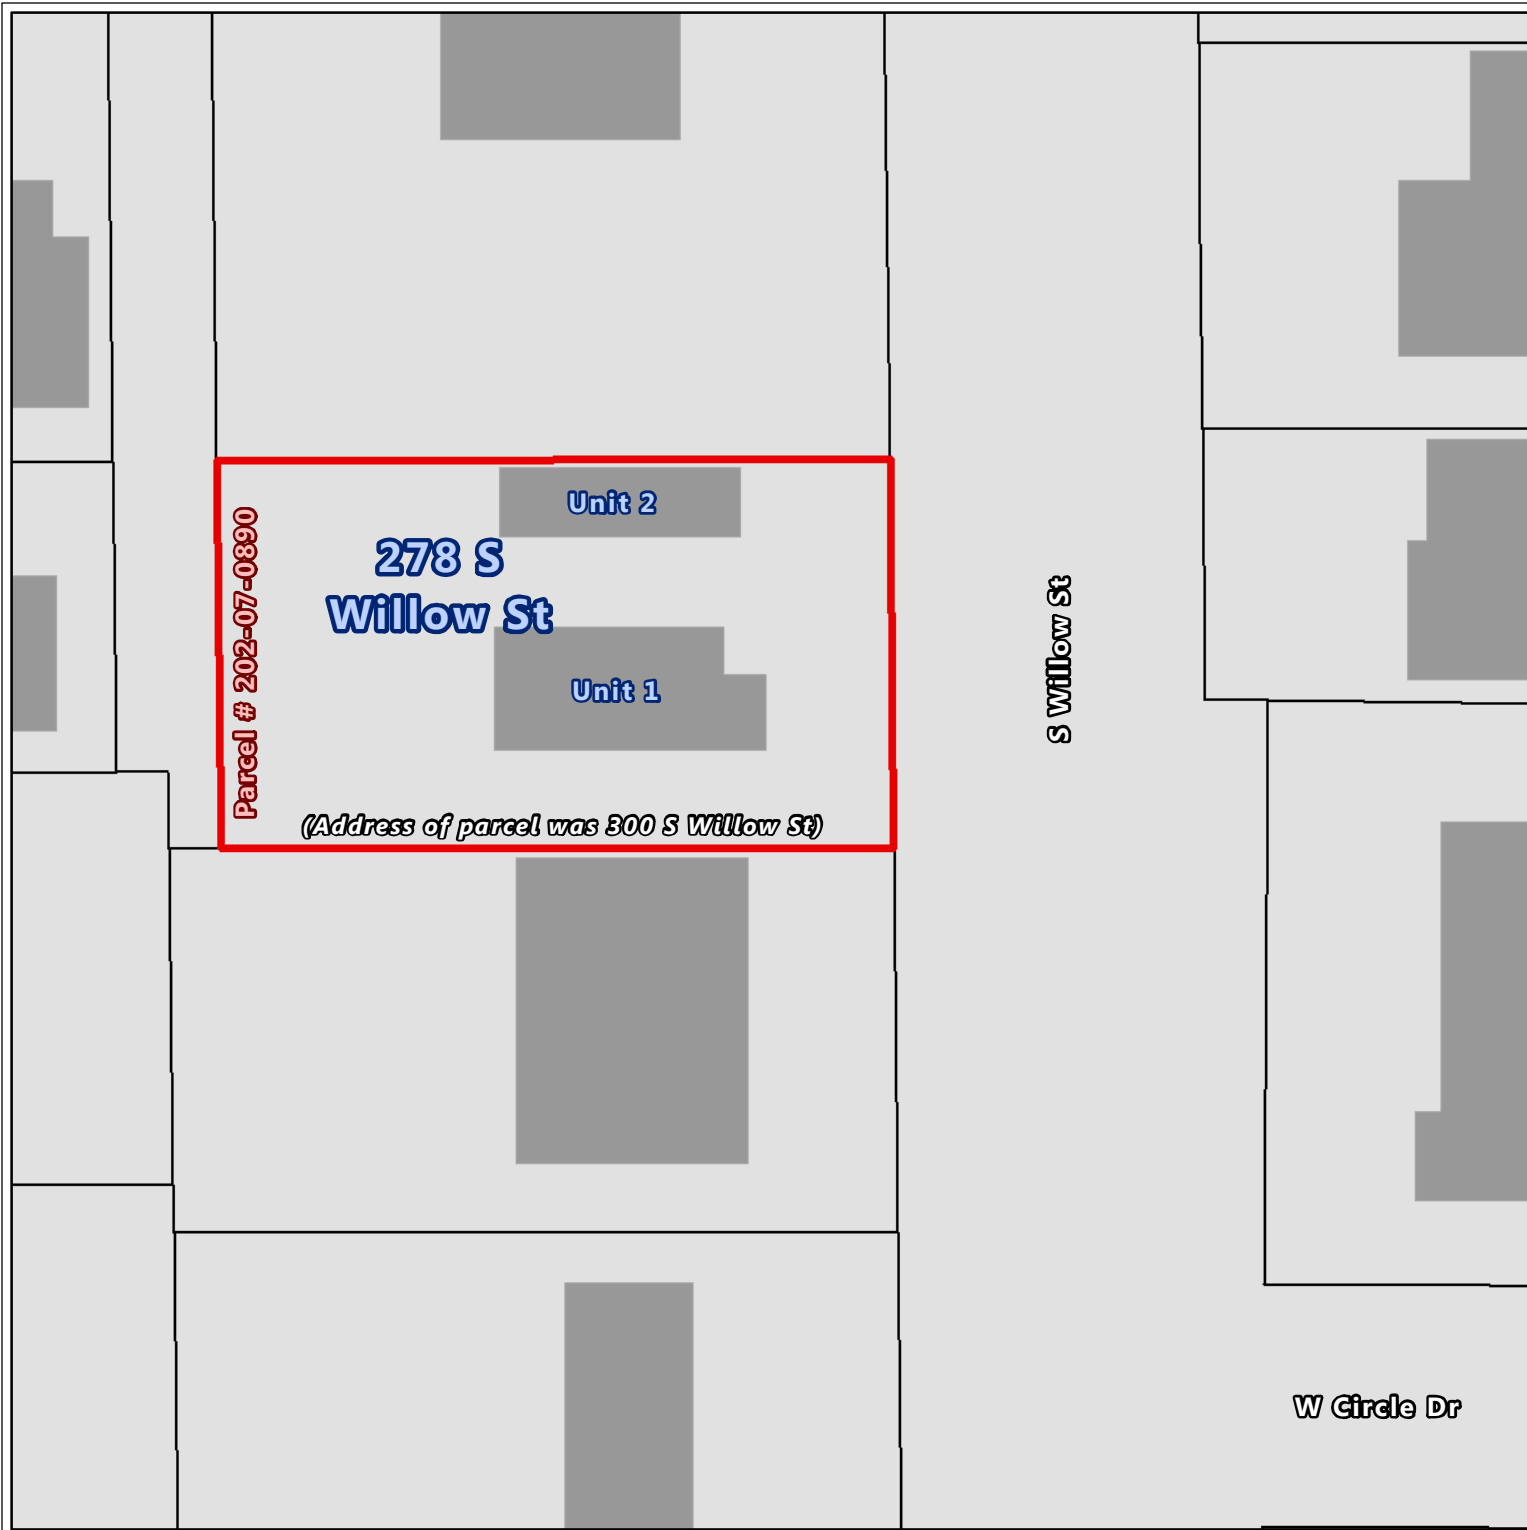 Unit 2
278 S
Willow St
Parcel # 202-07-0890
Unit 1
S Willow St
(Address of parcel was 300 S Willow St)
W Circle Dr